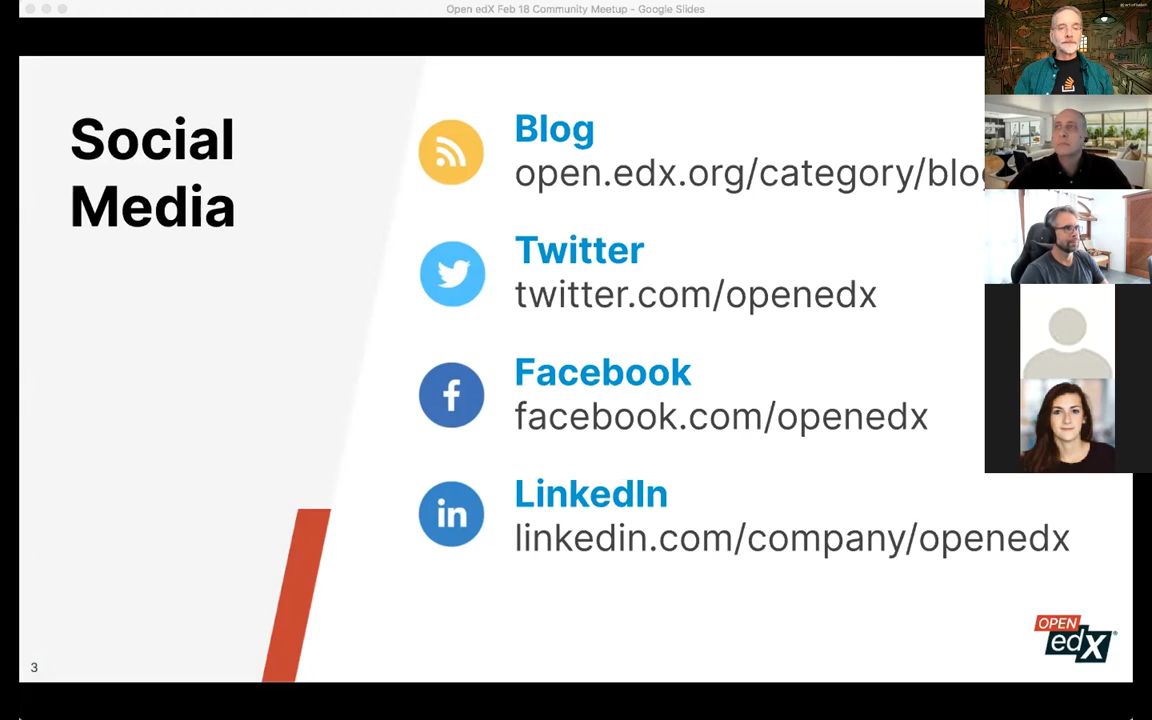 Open edX Feb 18 Community Meetup - Google Slides
Social
Media
Blog
open.edx.org/category/blog
Twitter
twitter.com/openedx
Facebook
facebook.com/openedx
LinkedIn
linkedin.com/company/openedx
OPEN
edX
3